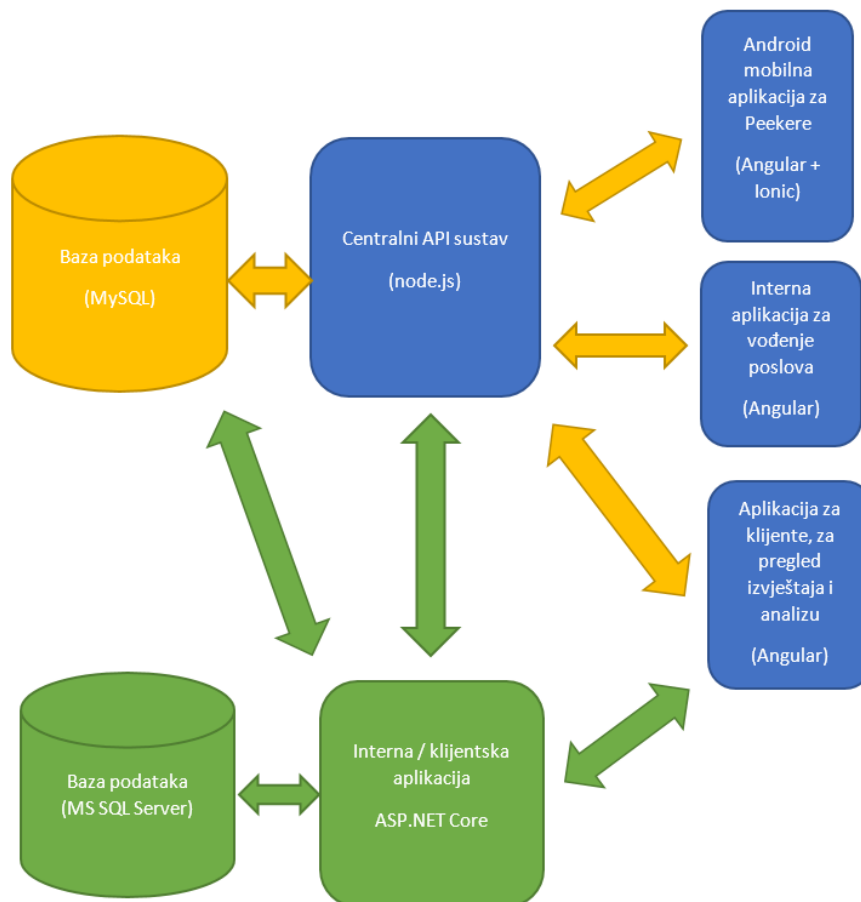 Android
mobilna
aplikacija za
Peekere
(Angular +
Ionic)
Baza podataka
(MySQL)
Centralni API sustav
(node.js)
Interna
aplikacija za
vođenje
poslova
(Angular)
Aplikacija za
klijente, za
pregled
izvještaja i
analizu
(Angular)
Baza podataka
(MS SQL Server)
Interna / klijentska
aplikacija
ASP.NET Core